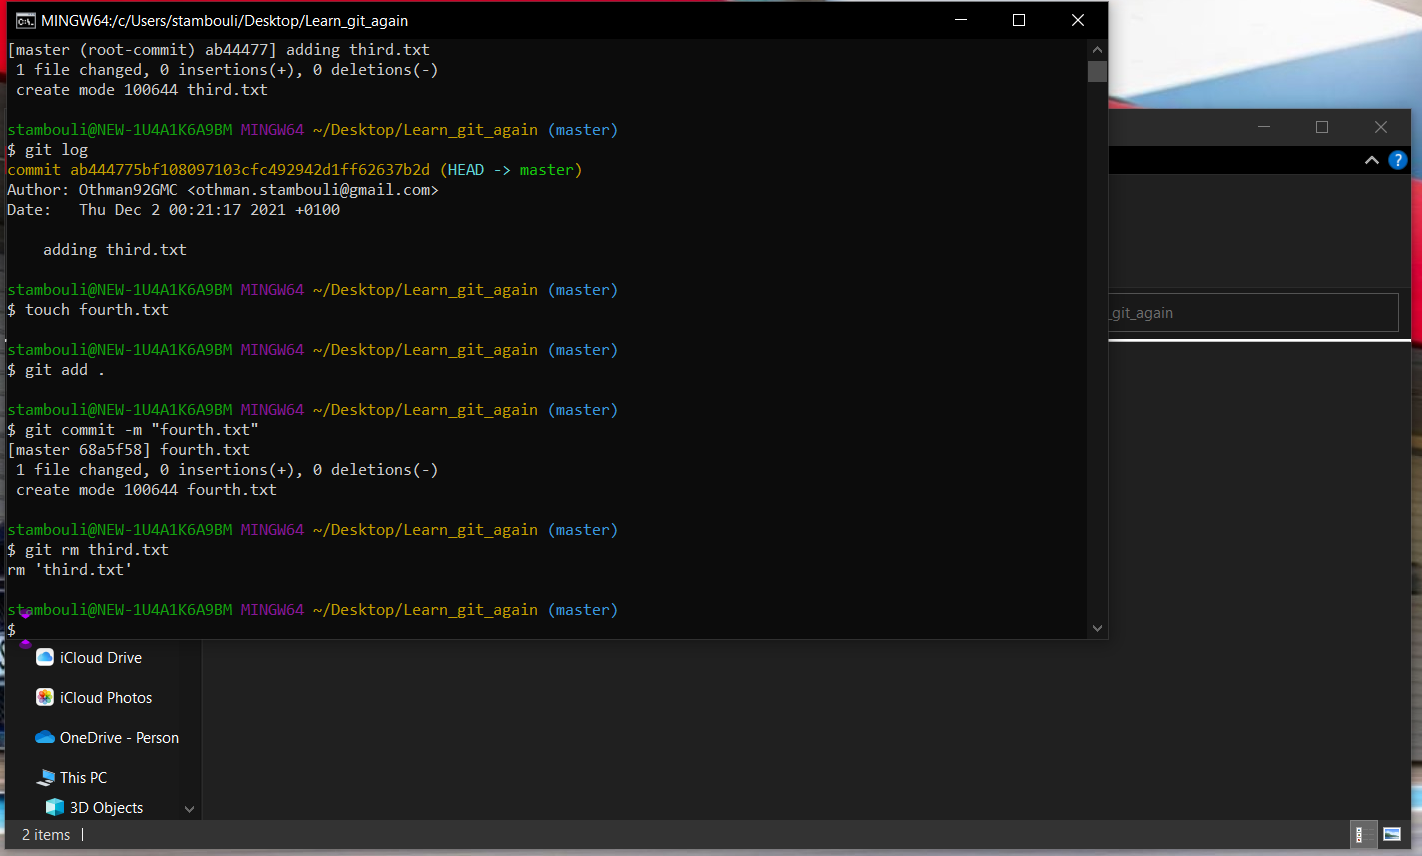 MINGW64:/c/Users/stambouli/Desktop/Learn_git_again
[master (root-commit) ab44477] adding third.txt
 1 file changed, 0 insertions(+), 0 deletions(-)
 create mode 100644 third.txt
stambouli@NEW-1U4A1K6A9BM MINGW64 ~/Desktop/Learn_git_again (master)
$ git log
commit ab444775bf108097103cfc492942d1ff62637b2d (HEAD -> master)
Author: Othman92GMC <othman.stambouli@gmail.com>
Date:   Thu Dec 2 00:21:17 2021 +0100
    adding third.txt
stambouli@NEW-1U4A1K6A9BM MINGW64 ~/Desktop/Learn_git_again (master)
$ touch fourth.txt
stambouli@NEW-1U4A1K6A9BM MINGW64 ~/Desktop/Learn_git_again (master)
$ git add .
stambouli@NEW-1U4A1K6A9BM MINGW64 ~/Desktop/Learn_git_again (master)
$ git commit -m "fourth.txt"
[master 68a5f58] fourth.txt
 1 file changed, 0 insertions(+), 0 deletions(-)
 create mode 100644 fourth.txt
stambouli@NEW-1U4A1K6A9BM MINGW64 ~/Desktop/Learn_git_again (master)
$ git rm third.txt
rm 'third.txt'
stambouli@NEW-1U4A1K6A9BM MINGW64 ~/Desktop/Learn_git_again (master)
$
_git_again
iCloud Drive
iCloud Photos
OneDrive - Person
This PC
3D Objects
2 items